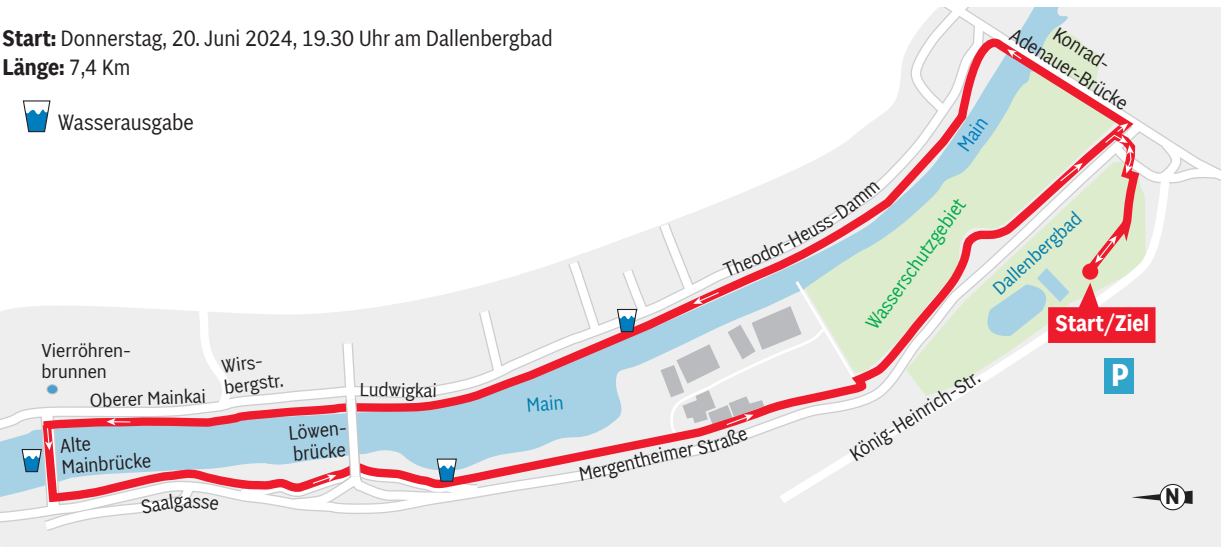 Start: Donnerstag, 20. Juni 2024, 19.30 Uhr am Dallenbergbad
Länge: 7,4 Km
Wasserausgabe
Konrad-
Adenauer-Brücke
Main
Theodor-Heuss-Damm
Wasserschutzgebiet
Dallenbergbad
Start/Ziel
P
Vierröhren-
brunnen
Wirs-
bergstr.
Oberer Mainkai
Ludwigkai
Main
Alte
Mainbrücke
Löwen-
brücke
Mergentheimer Straße
König-Heinrich-Str.
Saalgasse
N